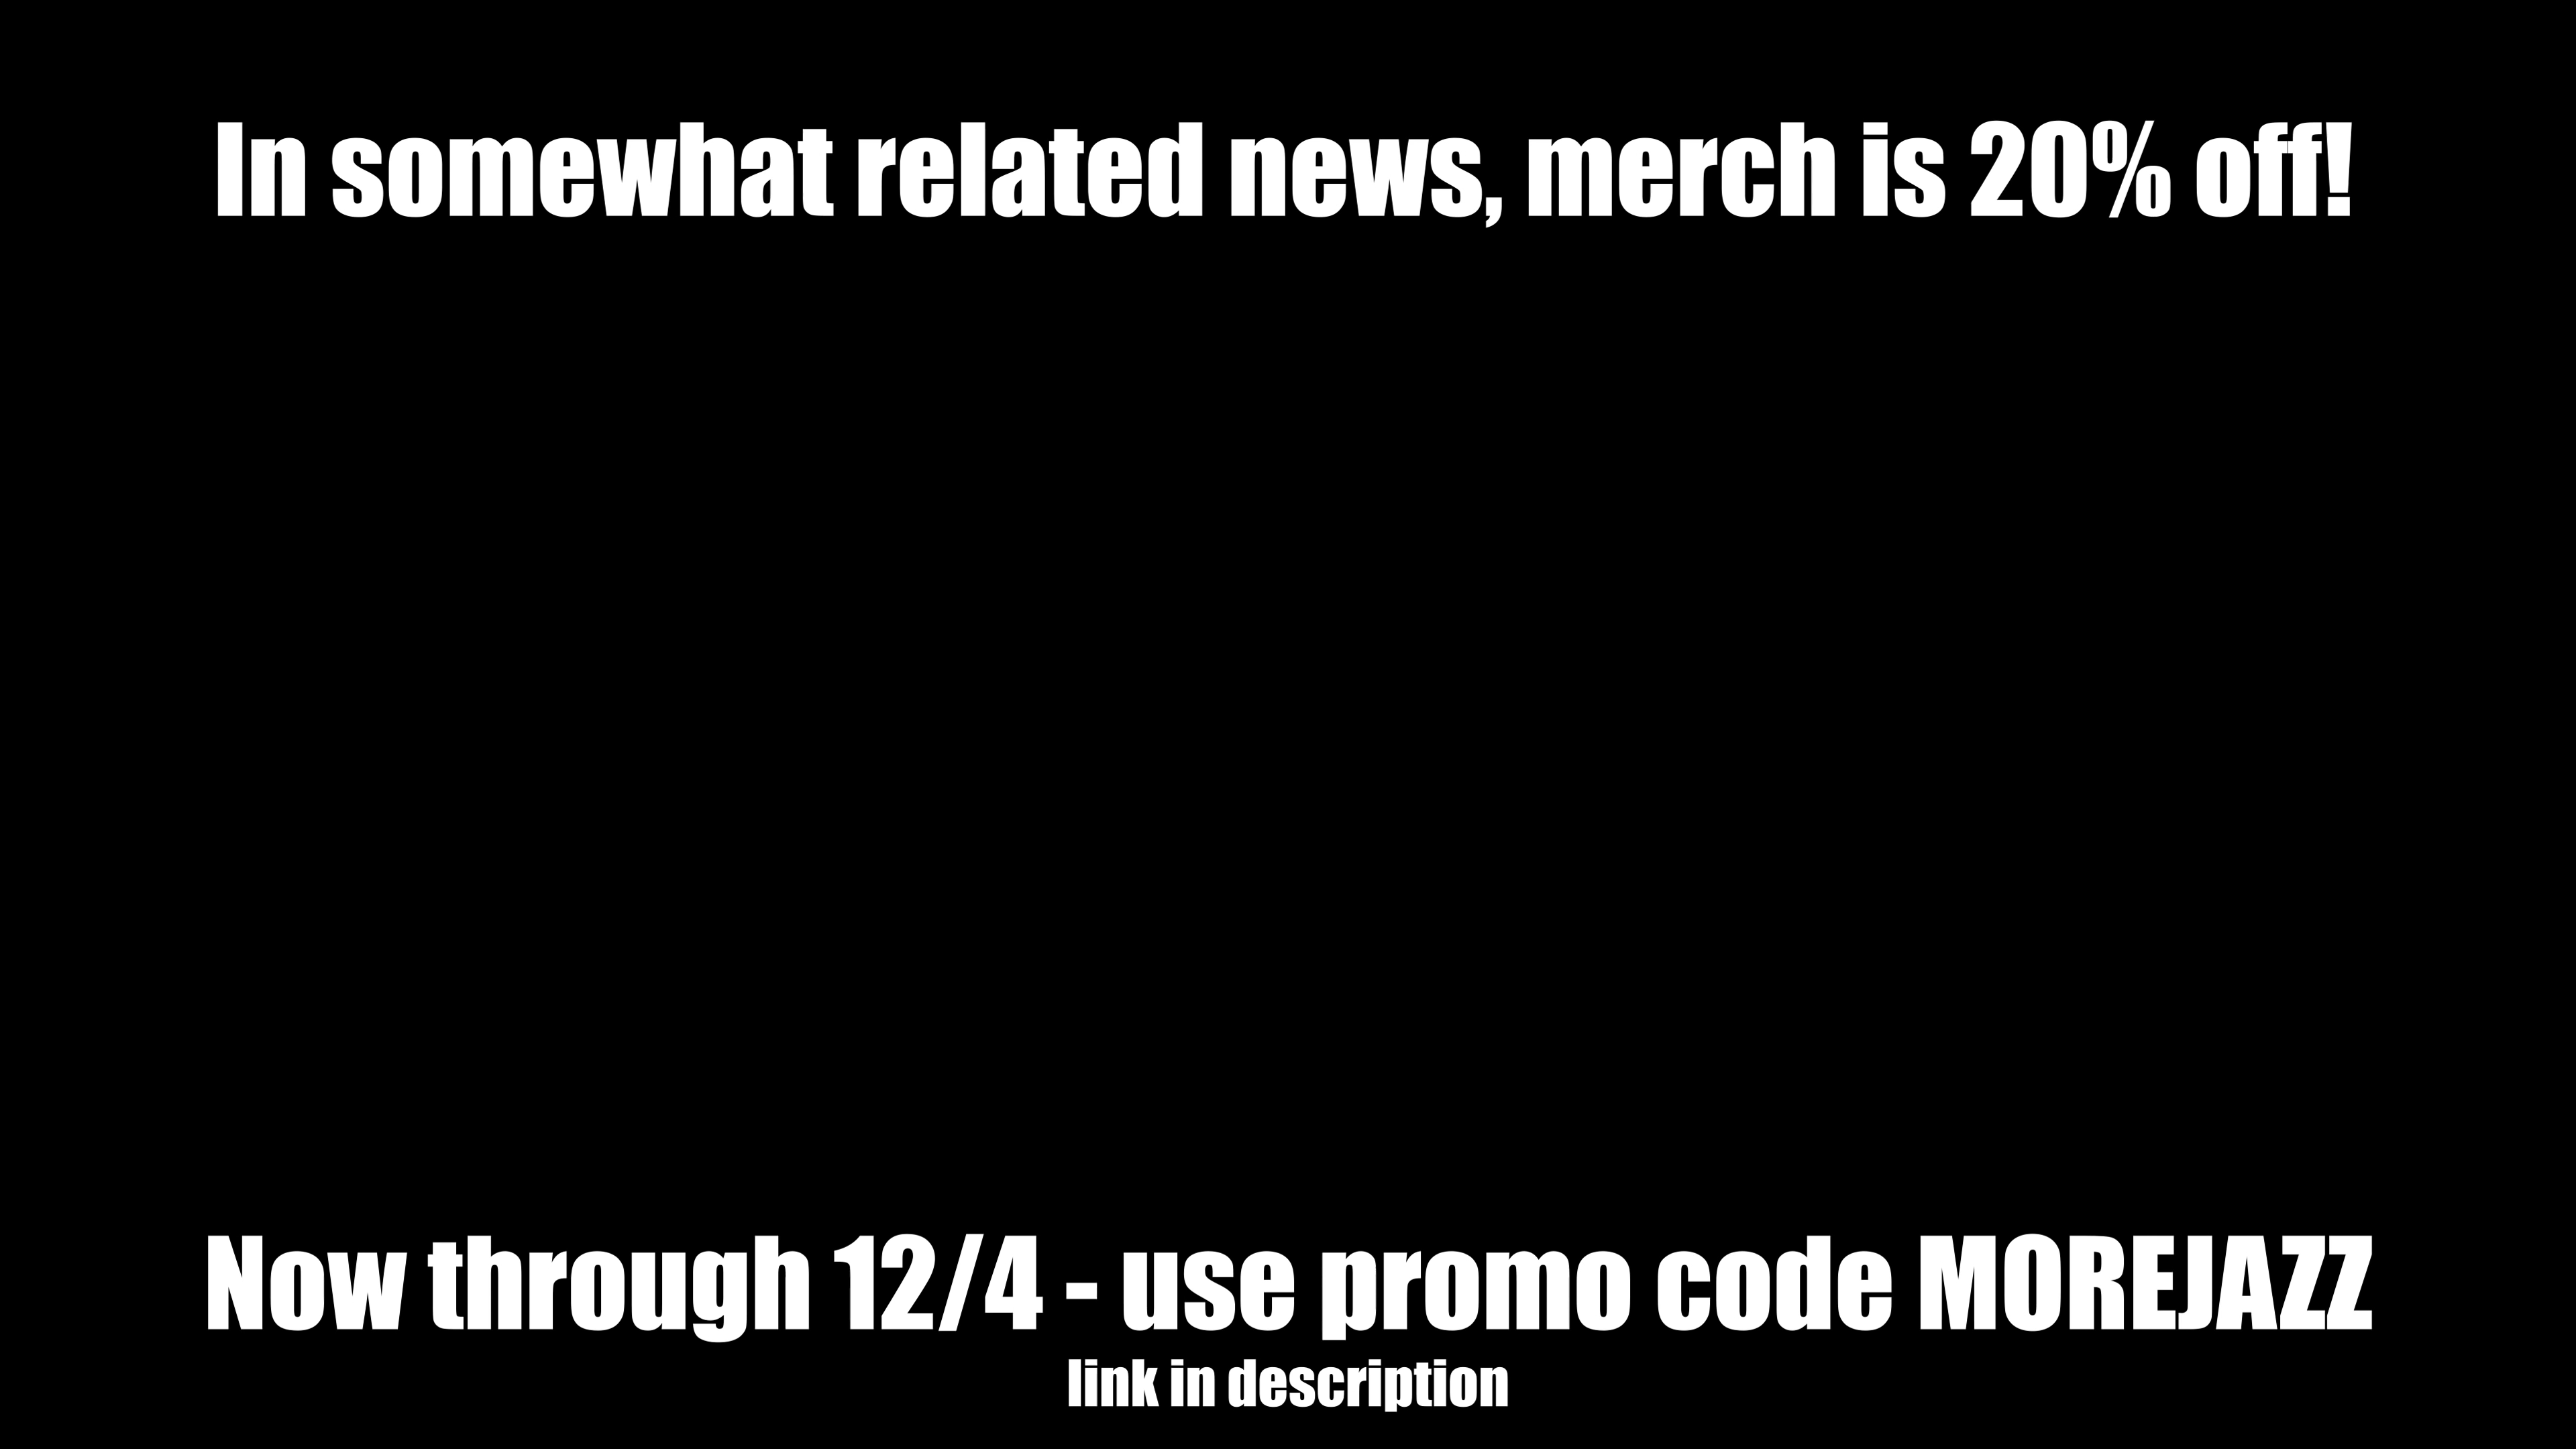 In somewhat related news, merch is 20% off!
Now through 12/4 - use promo code MOREJAZZ
link in description